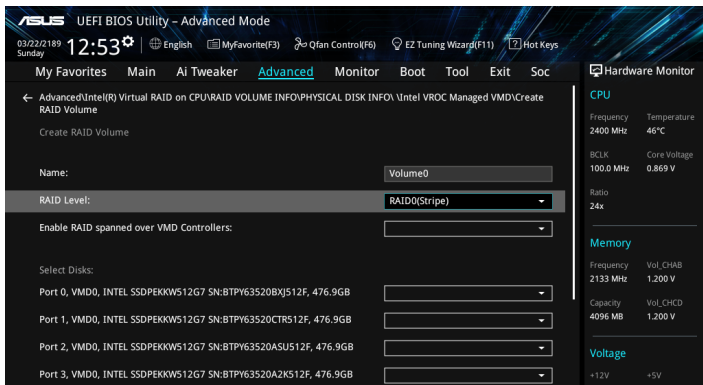 ASUS UEFI BIOS Utility – Advanced Mode
03/22/2189
Sunday
12:53
English
MyFavorite(F3)
Qfan Control(F6)
EZ Tuning Wizard(F11)
Hot Keys
My Favorites Main Ai Tweaker Advanced Monitor Boot Tool Exit Soc
Hardware Monitor
Advanced\Intel(R) Virtual RAID on CPU\RAID VOLUME INFO\PHYSICAL DISK INFO\ \Intel VROC Managed VMD\Create
RAID Volume
Create RAID Volume
Name: Volume0
RAID Level: RAID0(Stripe)
Enable RAID spanned over VMD Controllers:
Select Disks:
Port 0, VMD0, INTEL SSDPEKKW512G7 SN:BTPY63520BXJ512F, 476.9GB
Port 1, VMD0, INTEL SSDPEKKW512G7 SN:BTPY63520CTR512F, 476.9GB
Port 2, VMD0, INTEL SSDPEKKW512G7 SN:BTPY63520ASU512F, 476.9GB
Port 3, VMD0, INTEL SSDPEKKW512G7 SN:BTPY63520A2K512F, 476.9GB
CPU
Frequency Temperature
2400 MHz 46°C
BCLK Core Voltage
100.0 MHz 0.869 V
Ratio
24x
Memory
Frequency Vol_CHAB
2133 MHz 1.200 V
Capacity Vol_CHCD
4096 MB 1.200 V
Voltage
+12V +5V